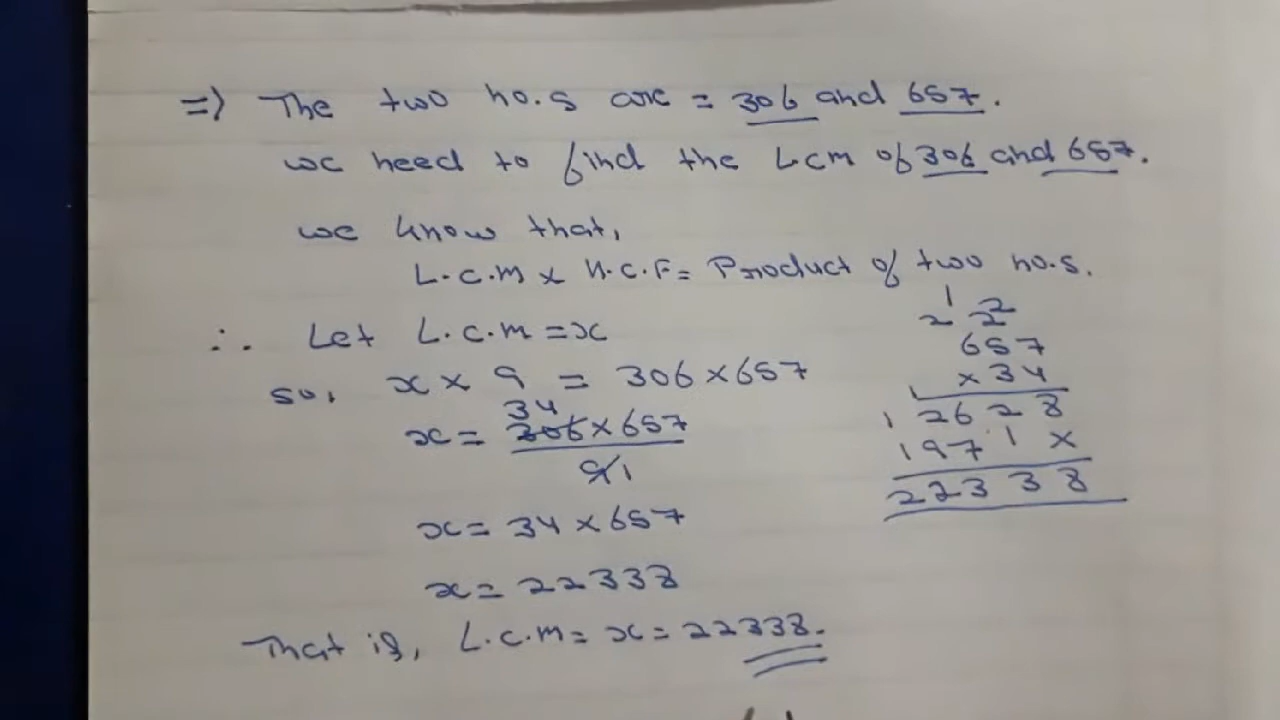 =) The two no.s are = 306 and 657.
we need to find the Lcm of 306 and 657.
we know that,
L.c.m x H.C.F = Product of two no.s.
∴ Let L.c.m = x
so, x × 9 = 306 × 657
34
x = 306 × 657
9 1
x = 34 × 657
x = 22338
That is, L.c.m = x = 22338.
1 2
2 2
657
× 34
1
1 2628
1971 ×
22338